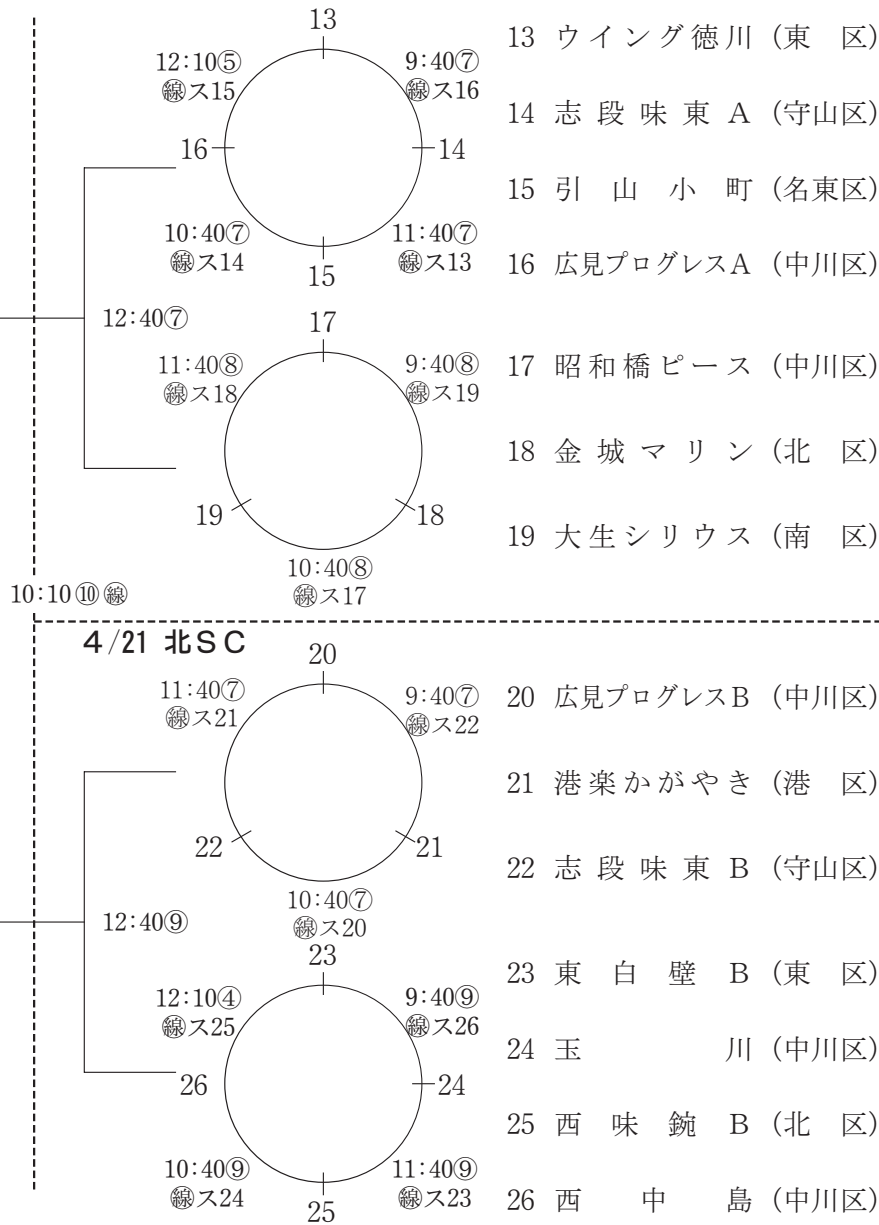 13
12:10⑤
㊥ス15
9:40⑦
線ス16
16
14
10:40⑦
線ス14
11:40⑦
線ス13
15
12:40⑦
17
11:40⑧
線ス18
9:40⑧
線ス19
19
18
10:40⑧
線ス17
10:10⑩線
13 ウイング徳川 (東 区)
14 志段味東A (守山区)
15 引山小町 (名東区)
16 広見プログレスA (中川区)
17 昭和橋ピース (中川区)
18 金城マリン (北 区)
19 大生シリウス (南 区)
4/21 北SC
20
11:40⑦
線ス21
9:40⑦
線ス22
22
21
10:40⑦
線ス20
12:40⑨
23
12:10④
線ス25
9:40⑨
線ス26
26
24
10:40⑨
線ス24
11:40⑨
線ス23
25
20 広見プログレスB (中川区)
21 港楽かがやき (港 区)
22 志段味東B (守山区)
23 東白壁B (東 区)
24 玉川 (中川区)
25 西味鋺B (北 区)
26 西中島 (中川区)